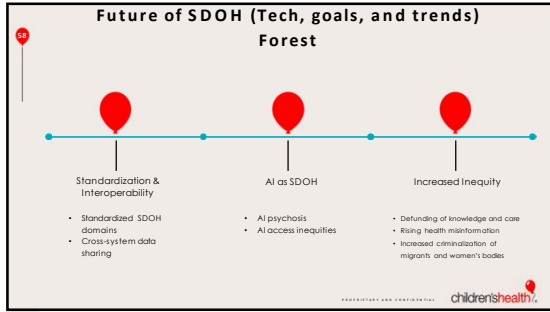 Future of SDOH (Tech, goals, and trends)
Forest
58
Standardization &
Interoperability
• Standardized SDOH
domains
• Cross-system data
sharing
AI as SDOH
• AI psychosis
• AI access inequities
Increased Inequity
• Defunding of knowledge and care
• Rising health misinformation
• Increased criminalization of
migrants and women's bodies
PROPRIETARY AND CONFIDENTIAL
children'shealth